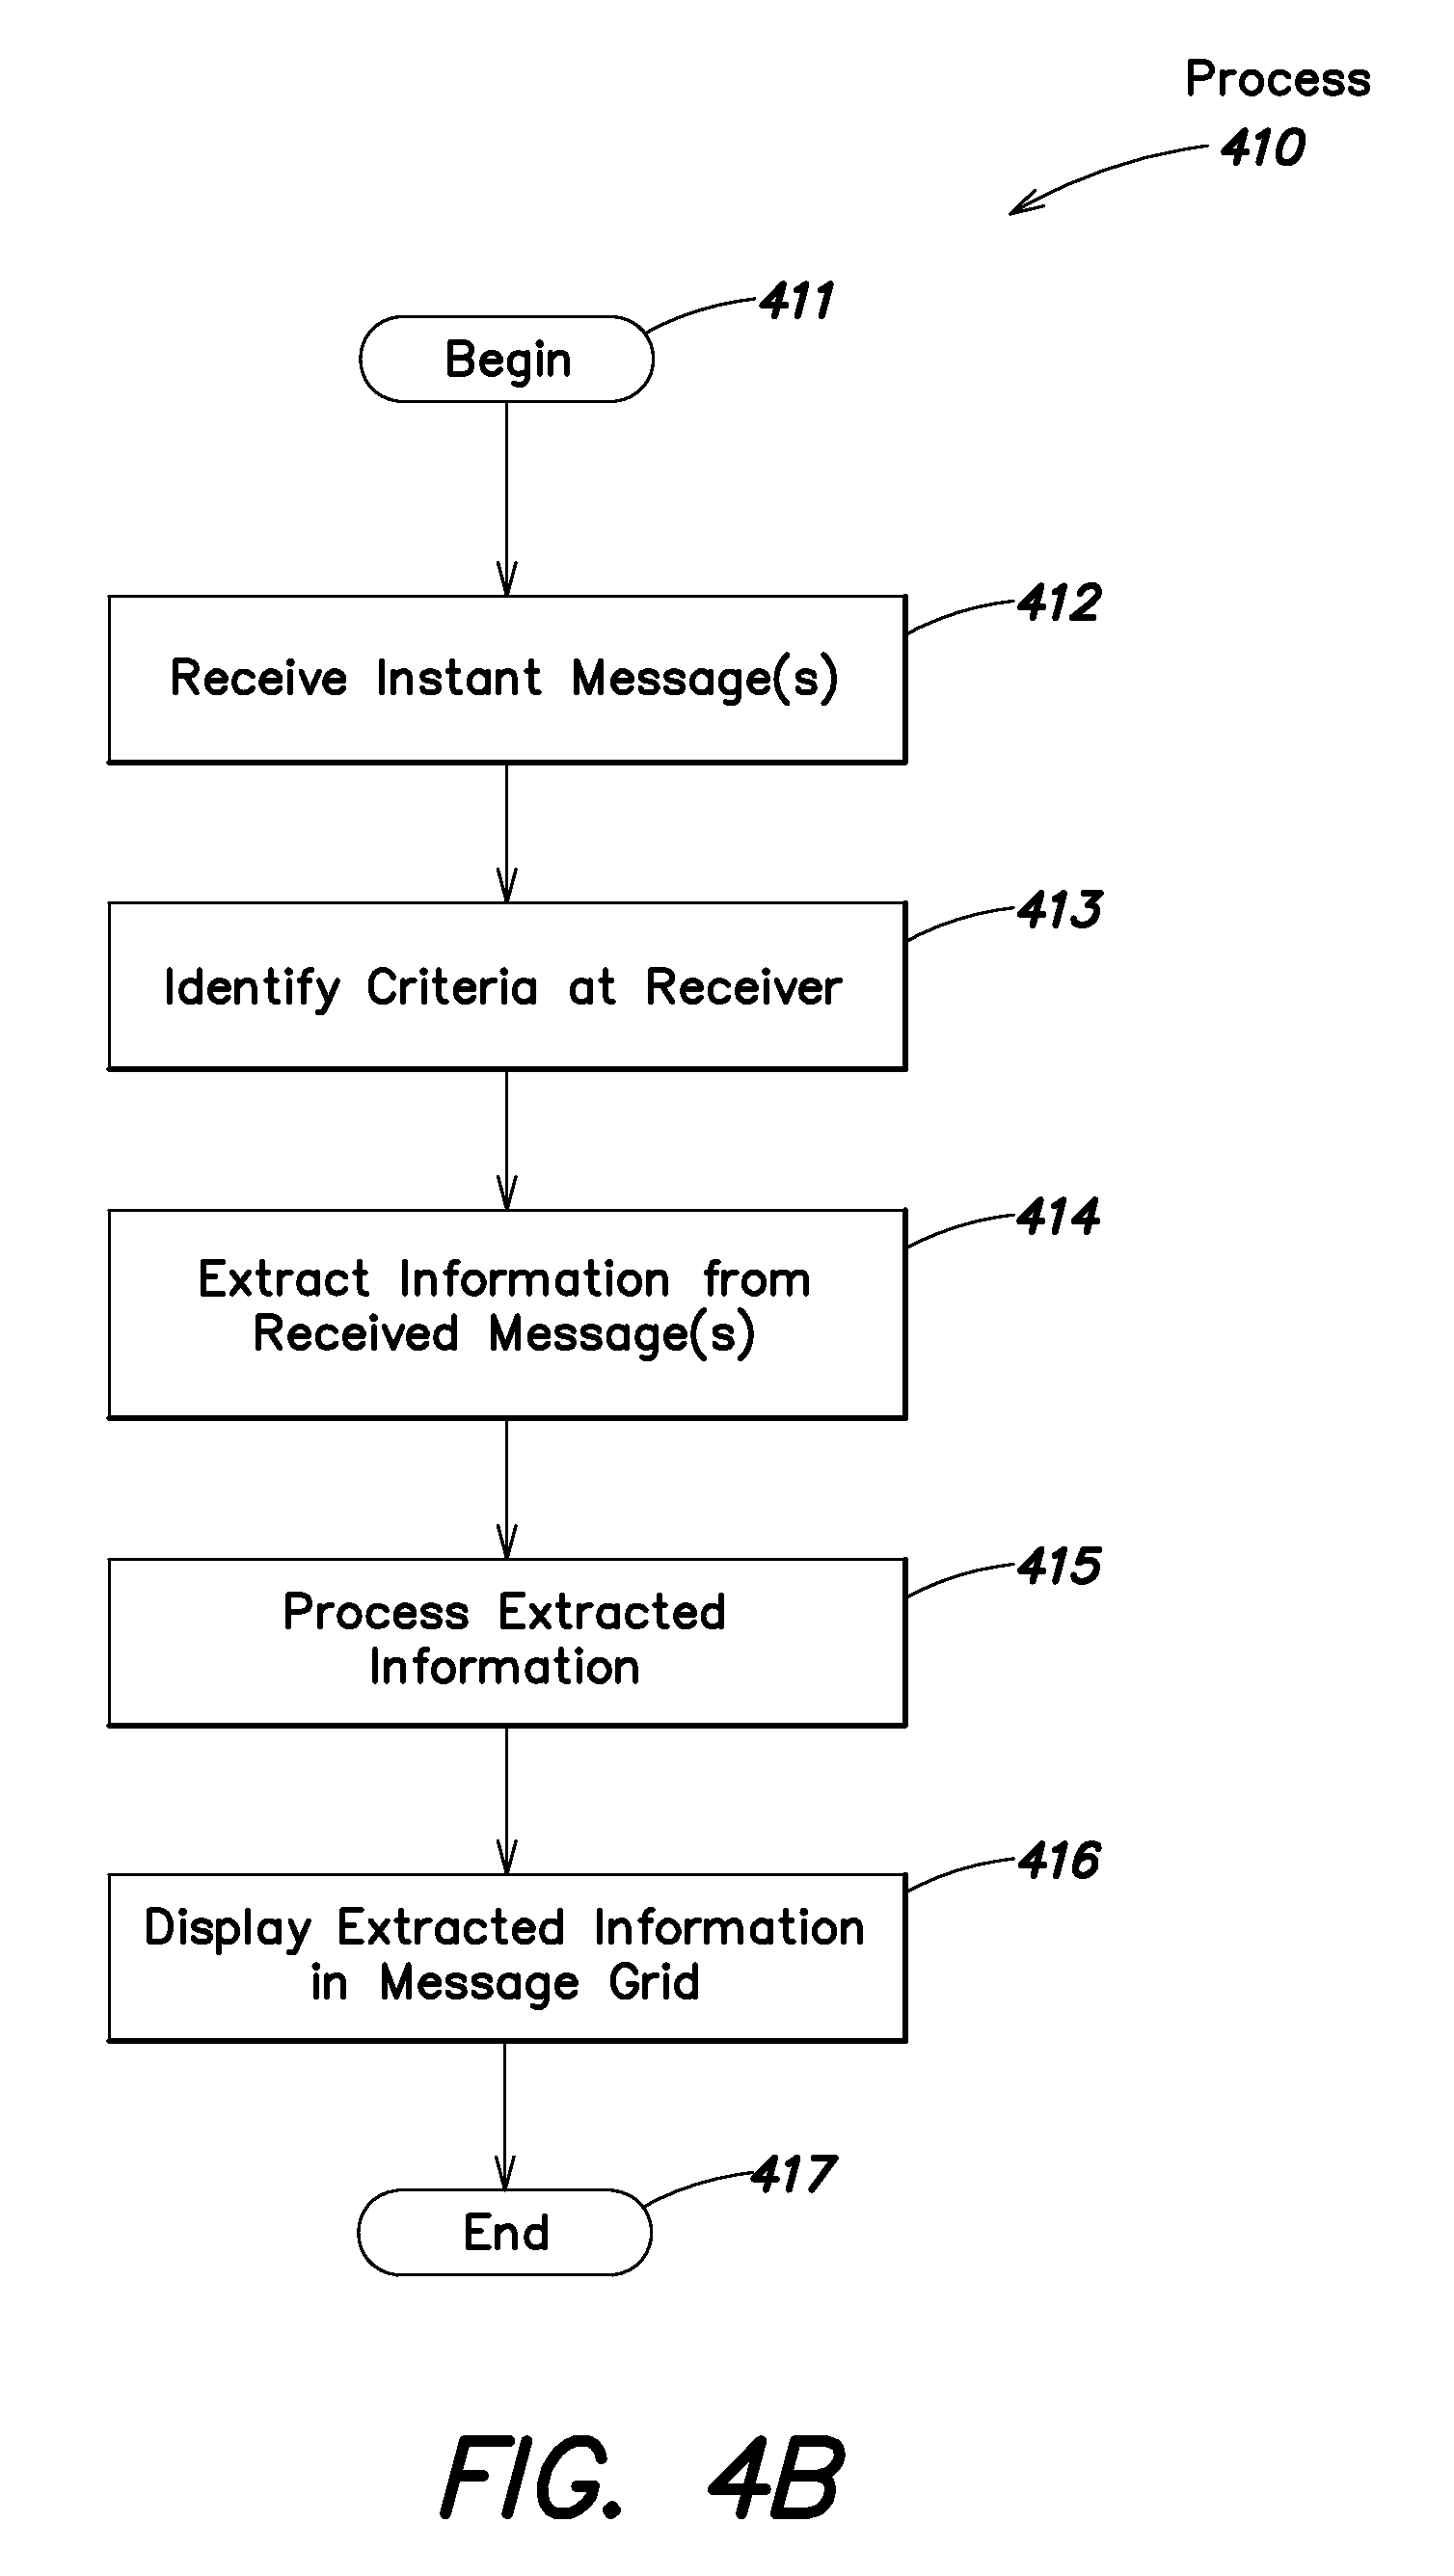 Process
410
411
Begin
412
Receive Instant Message(s)
413
Identify Criteria at Receiver
414
Extract Information from
Received Message(s)
415
Process Extracted
Information
416
Display Extracted Information
in Message Grid
417
End
FIG. 4B